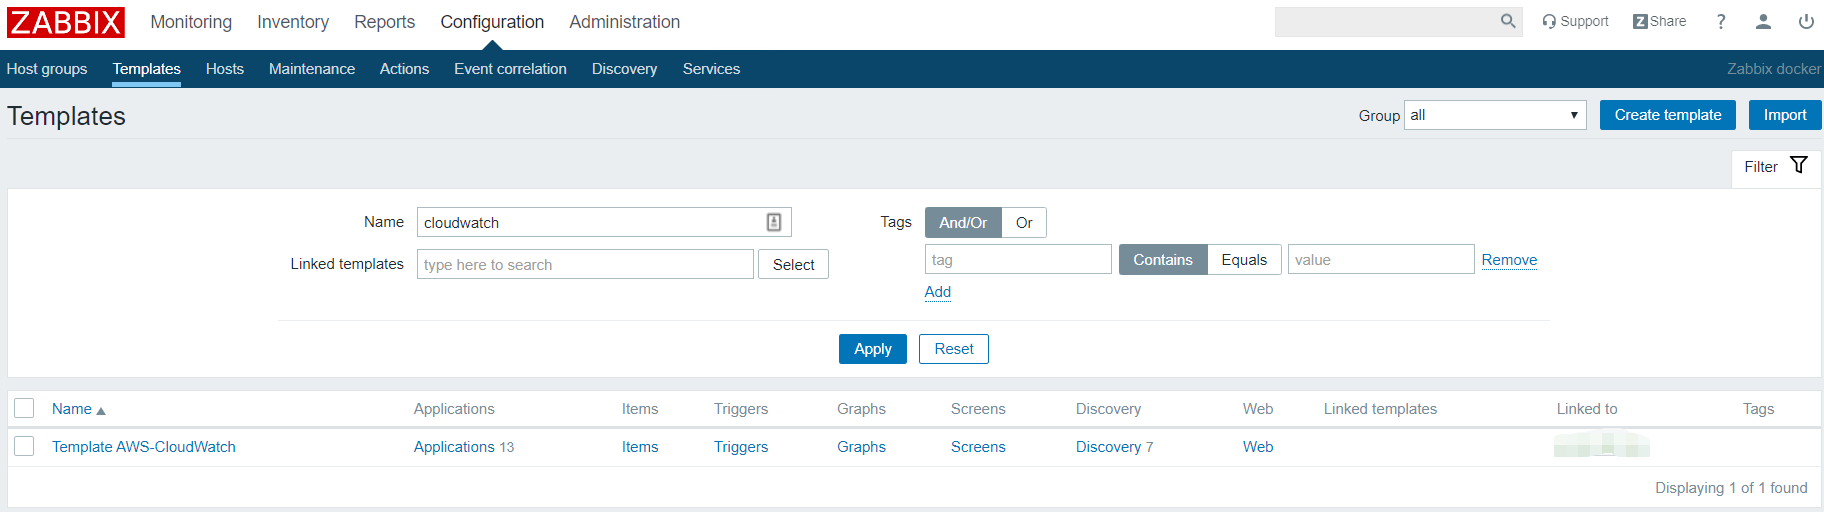 ZABBIX Monitoring Inventory Reports Configuration Administration Support Z Share ?
Host groups Templates Hosts Maintenance Actions Event correlation Discovery Services Zabbix docker
Templates Group all Create template Import
Filter
Name cloudwatch Tags And/Or Or
Linked templates type here to search Select tag Contains Equals value Remove
Add
Apply Reset
Name Applications Items Triggers Graphs Screens Discovery Web Linked templates Linked to Tags
Template AWS-CloudWatch Applications 13 Items Triggers Graphs Screens Discovery 7 Web
Displaying 1 of 1 found